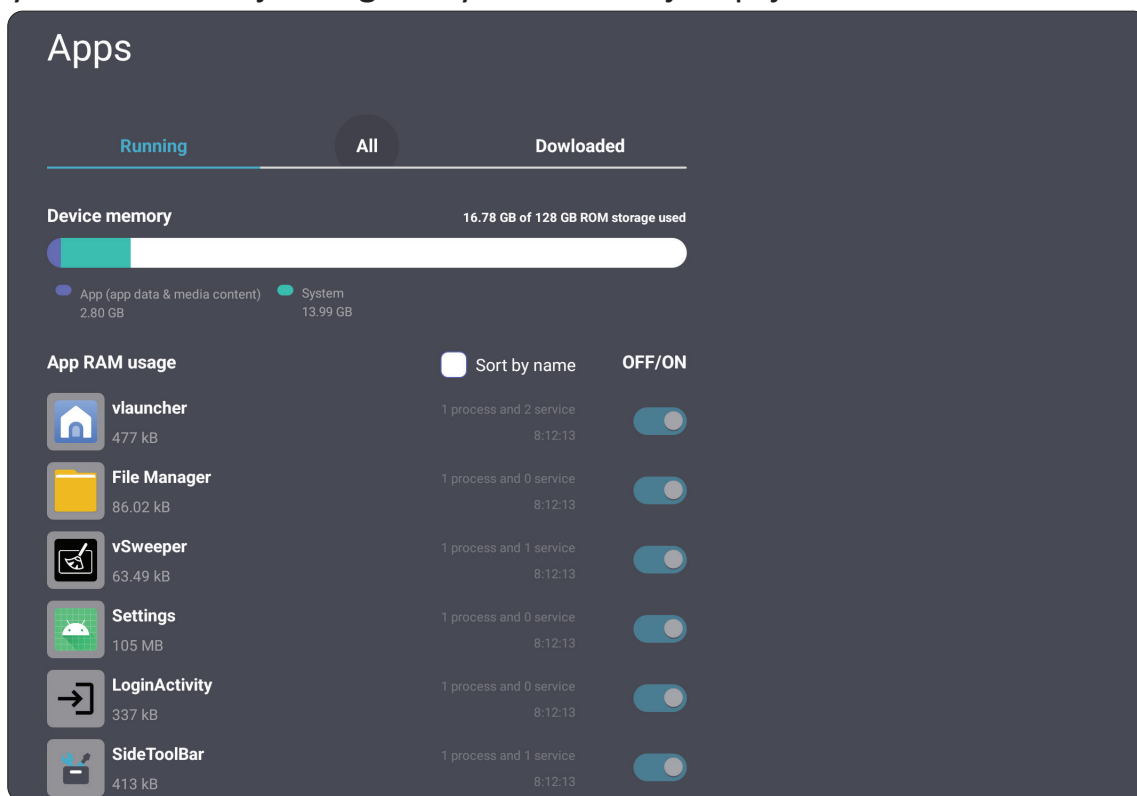 Apps
Running All Dowloaded
Device memory 16.78 GB of 128 GB ROM storage used
App (app data & media content) System
2.80 GB 13.99 GB
App RAM usage Sort by name OFF/ON
vlauncher 1 process and 2 service
477 kB 8:12:13
File Manager 1 process and 0 service
86.02 kB 8:12:13
vSweeper 1 process and 1 service
63.49 kB 8:12:13
Settings 1 process and 0 service
105 MB 8:12:13
LoginActivity 1 process and 0 service
337 kB 8:12:13
SideToolBar 1 process and 1 service
413 kB 8:12:13